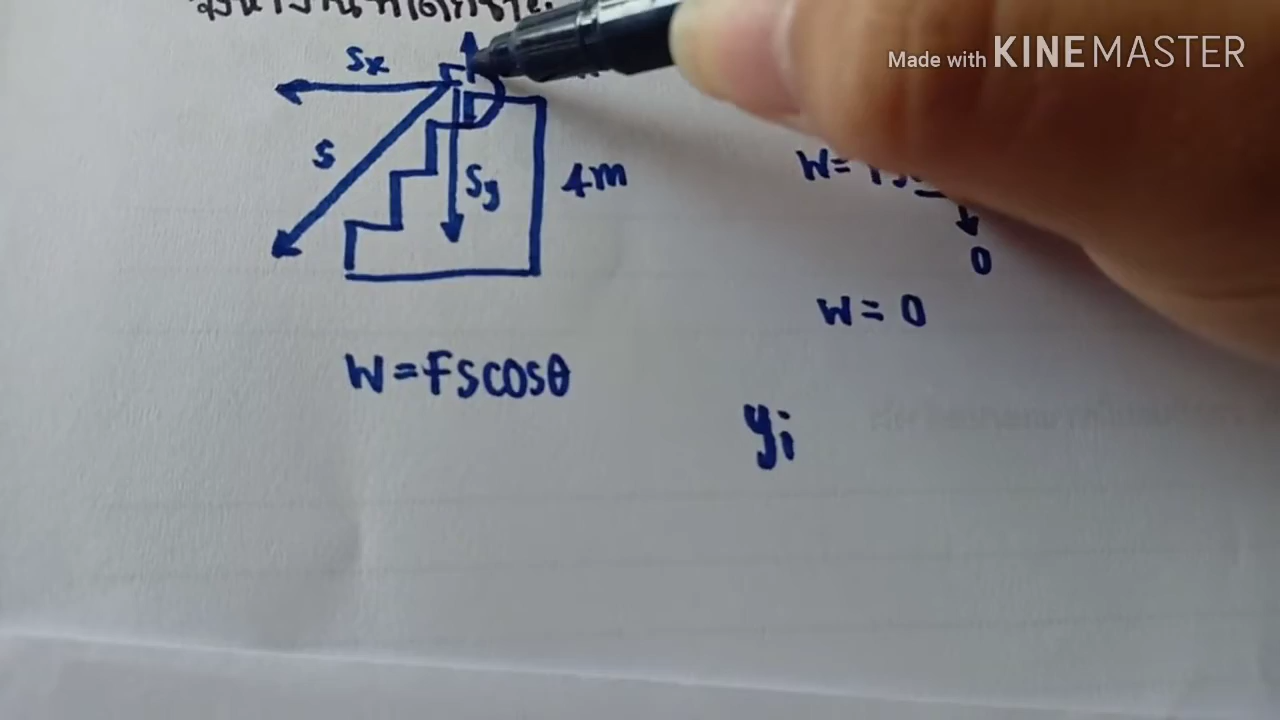 Made with KINEMASTER
Sx
S
Sy
4m
W=
0
W = 0
W = FScosθ
yi